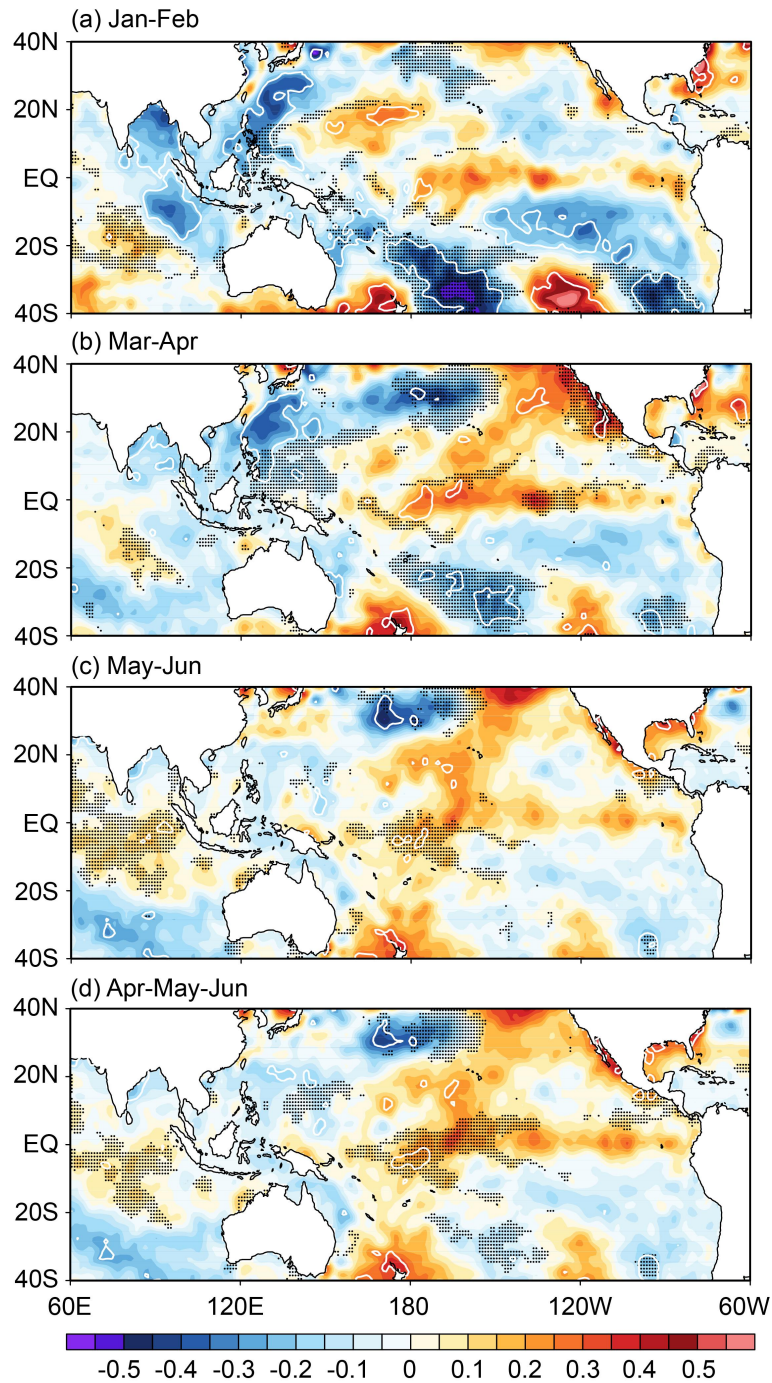 (a) Jan-Feb
40N
20N
EQ
20S
40S
(b) Mar-Apr
40N
20N
EQ
20S
40S
(c) May-Jun
40N
20N
EQ
20S
40S
(d) Apr-May-Jun
40N
20N
EQ
20S
40S
60E 120E 180 120W 60W
-0.5 -0.4 -0.3 -0.2 -0.1 0 0.1 0.2 0.3 0.4 0.5